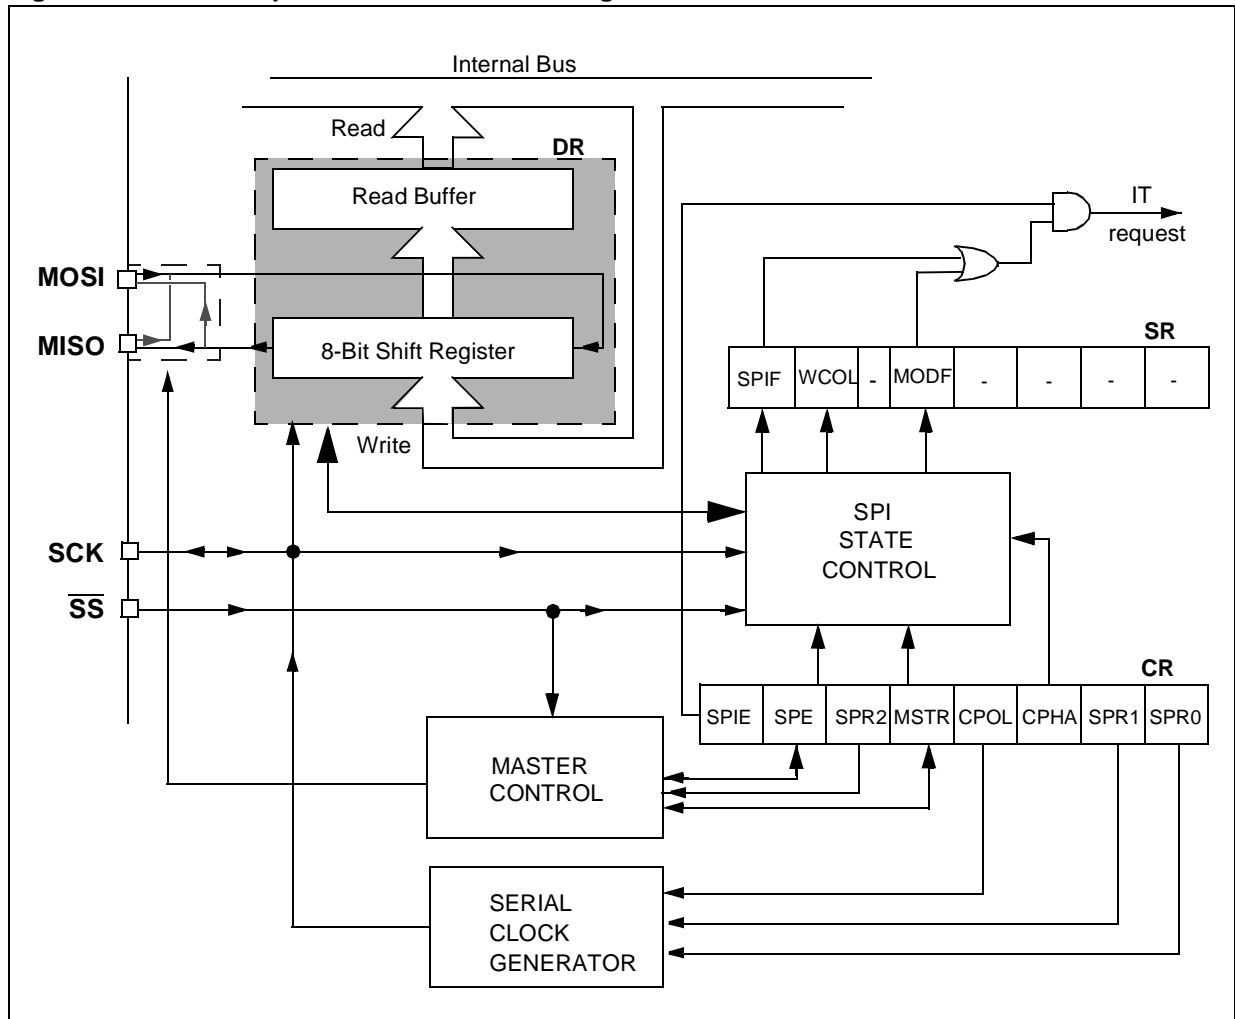 Internal Bus
Read
DR
Read Buffer
IT
request
MOSI
MISO
8-Bit Shift Register
SR
SPIF WCOL - MODF - - - -
Write
SPI
STATE
CONTROL
SCK
SS
CR
SPIE SPE SPR2 MSTR CPOL CPHA SPR1 SPR0
MASTER
CONTROL
SERIAL
CLOCK
GENERATOR